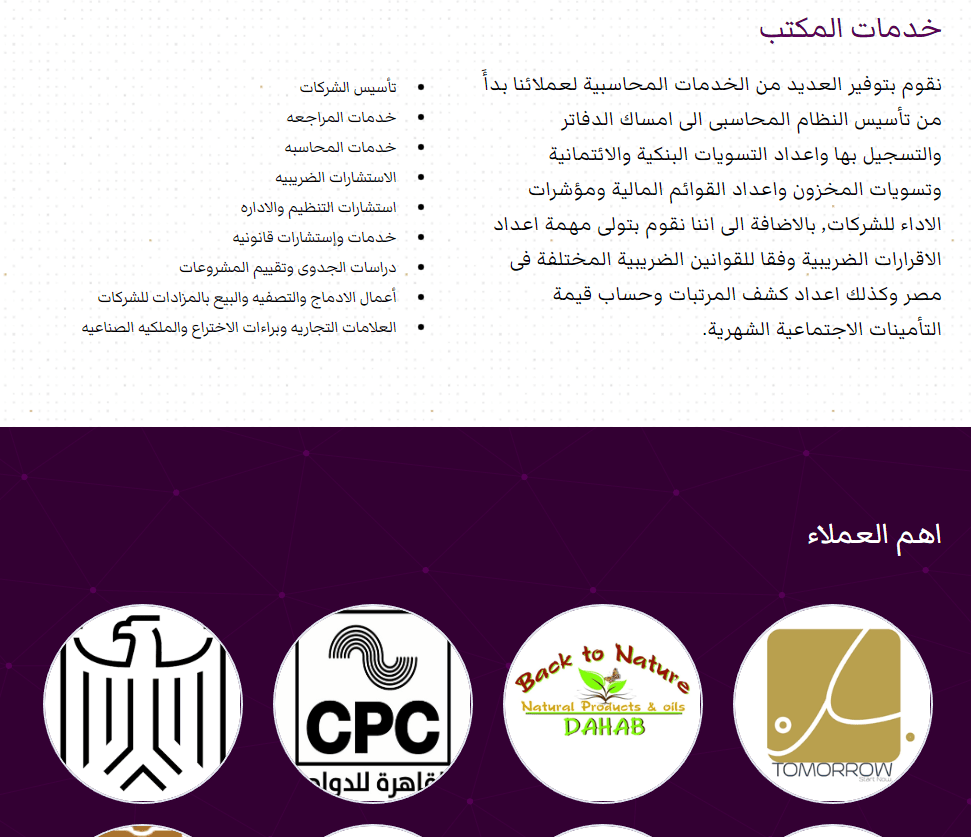 خدمات المكتب
نقوم بتوفير العديد من الخدمات المحاسبية لعملائنا بدأً
من تأسيس النظام المحاسبى الى امساك الدفاتر
والتسجيل بها واعداد التسويات البنكية والائتمانية
وتسويات المخزون واعداد القوائم المالية ومؤشرات
الاداء للشركات, بالاضافة الى اننا نقوم بتولى مهمة اعداد
الاقرارات الضريبية وفقا للقوانين الضريبية المختلفة فى
مصر وكذلك اعداد كشف المرتبات وحساب قيمة
التأمينات الاجتماعية الشهرية.
تأسيس الشركات
خدمات المراجعه
خدمات المحاسبه
الاستشارات الضريبيه
استشارات التنظيم والاداره
خدمات وإستشارات قانونيه
دراسات الجدوى وتقييم المشروعات
أعمال الادماج والتصفيه والبيع بالمزادات للشركات
العلامات التجاريه وبراءات الاختراع والملكيه الصناعيه
اهم العملاء
TOMORROW
Start Now
Back to Nature
Natural Products & oils
DAHAB
CPC